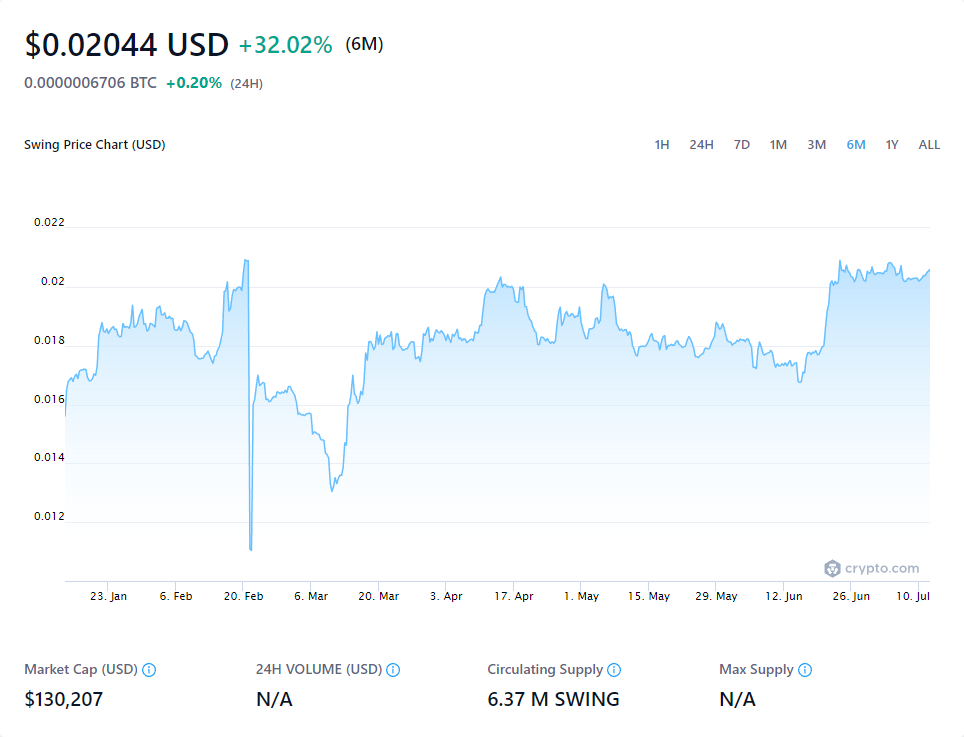 $0.02044 USD +32.02% (6M)
0.0000006706 BTC +0.20% (24H)
Swing Price Chart (USD) 1H 24H 7D 1M 3M 6M 1Y ALL
0.022
0.02
0.018
0.016
0.014
0.012
crypto.com
23. Jan 6. Feb 20. Feb 6. Mar 20. Mar 3. Apr 17. Apr 1. May 15. May 29. May 12. Jun 26. Jun 10. Jul
Market Cap (USD) 24H VOLUME (USD) Circulating Supply Max Supply
$130,207 N/A 6.37 M SWING N/A